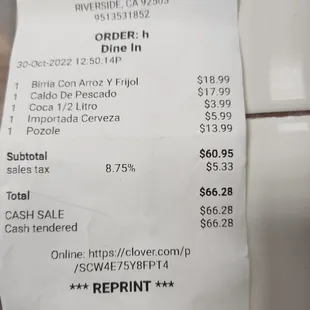 RIVERSIDE, CA 92503
9513531852
ORDER: h
Dine In
30-Oct-2022 12:50:14P
1 Birria Con Arroz Y Frijol $18.99
1 Caldo De Pescado $17.99
1 Coca 1/2 Litro $3.99
1 Importada Cerveza $5.99
1 Pozole $13.99
Subtotal $60.95
sales tax 8.75% $5.33
Total $66.28
CASH SALE $66.28
Cash tendered $66.28
Online: https://clover.com/p
/SCW4E75Y8FPT4
*** REPRINT ***